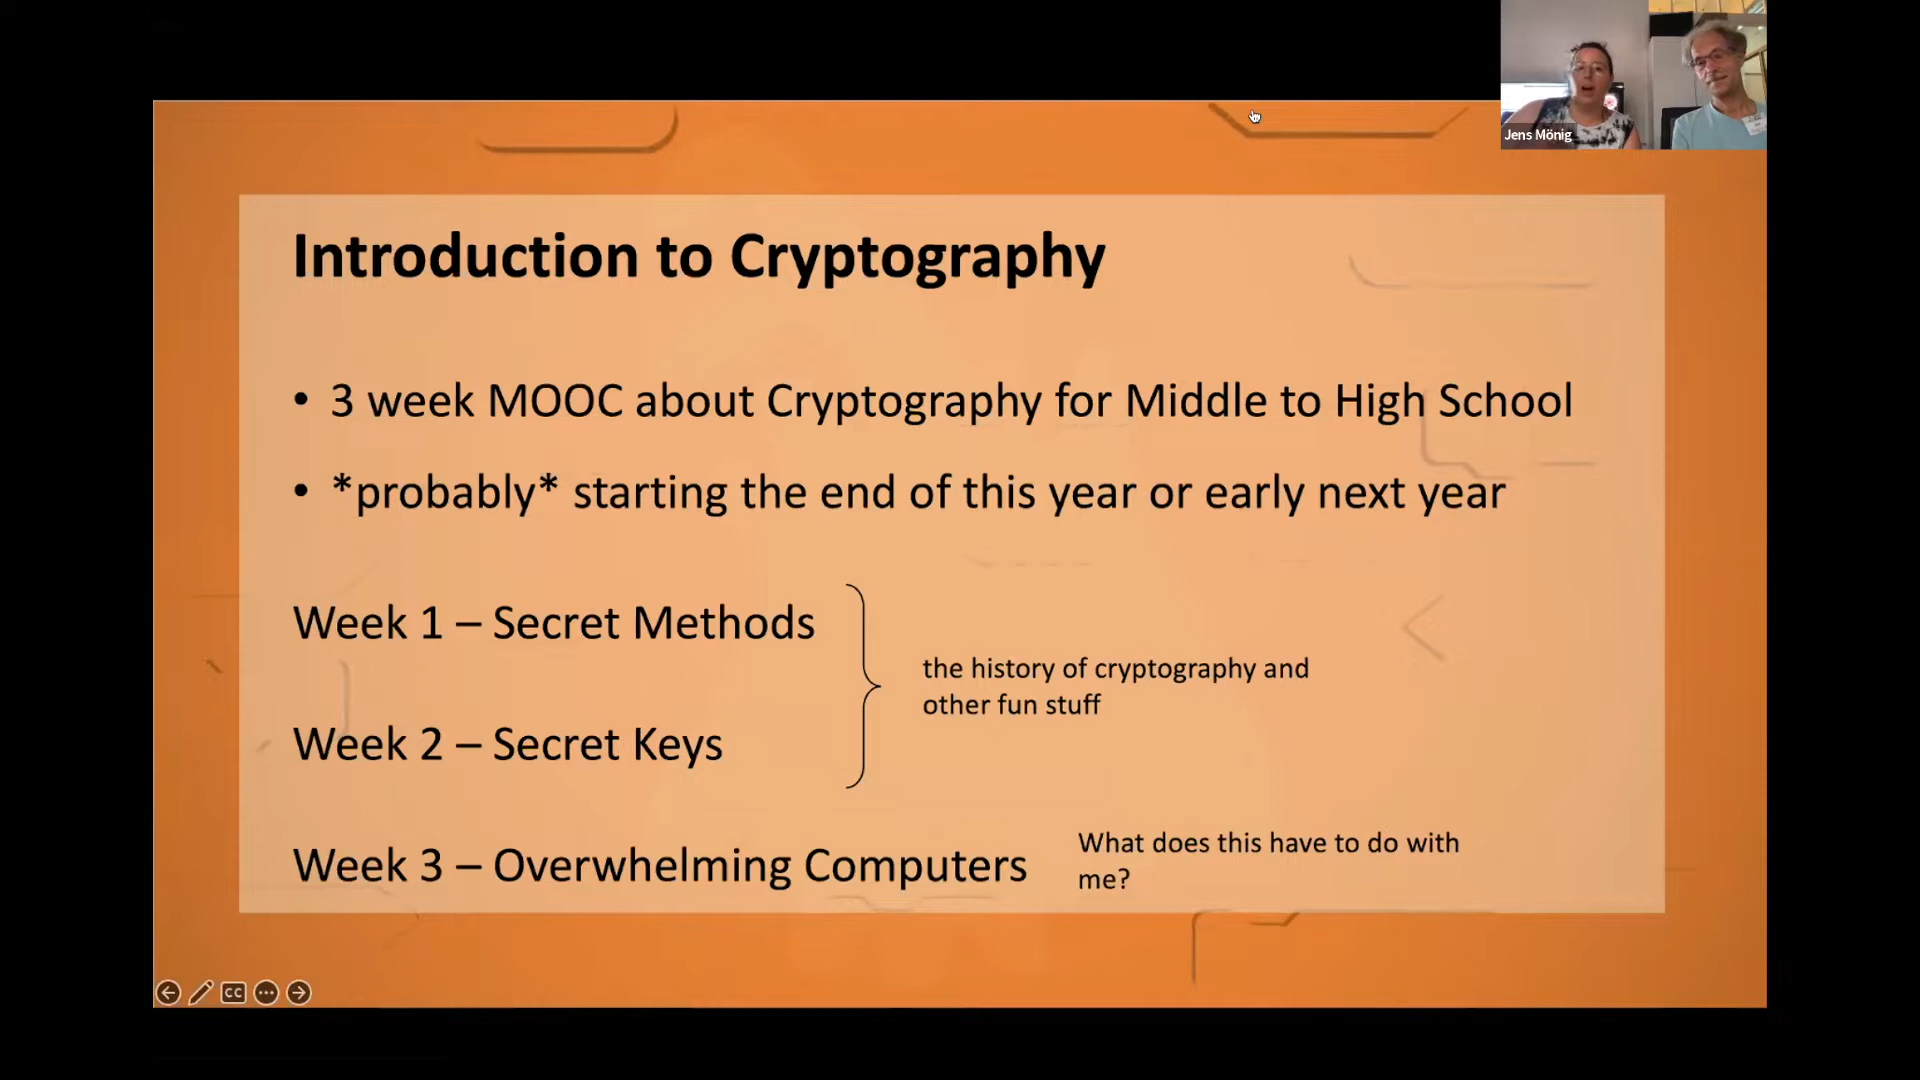 Jens Mönig
Introduction to Cryptography
• 3 week MOOC about Cryptography for Middle to High School
• *probably* starting the end of this year or early next year
Week 1 – Secret Methods
the history of cryptography and
other fun stuff
Week 2 – Secret Keys
Week 3 – Overwhelming Computers
What does this have to do with
me?
CC